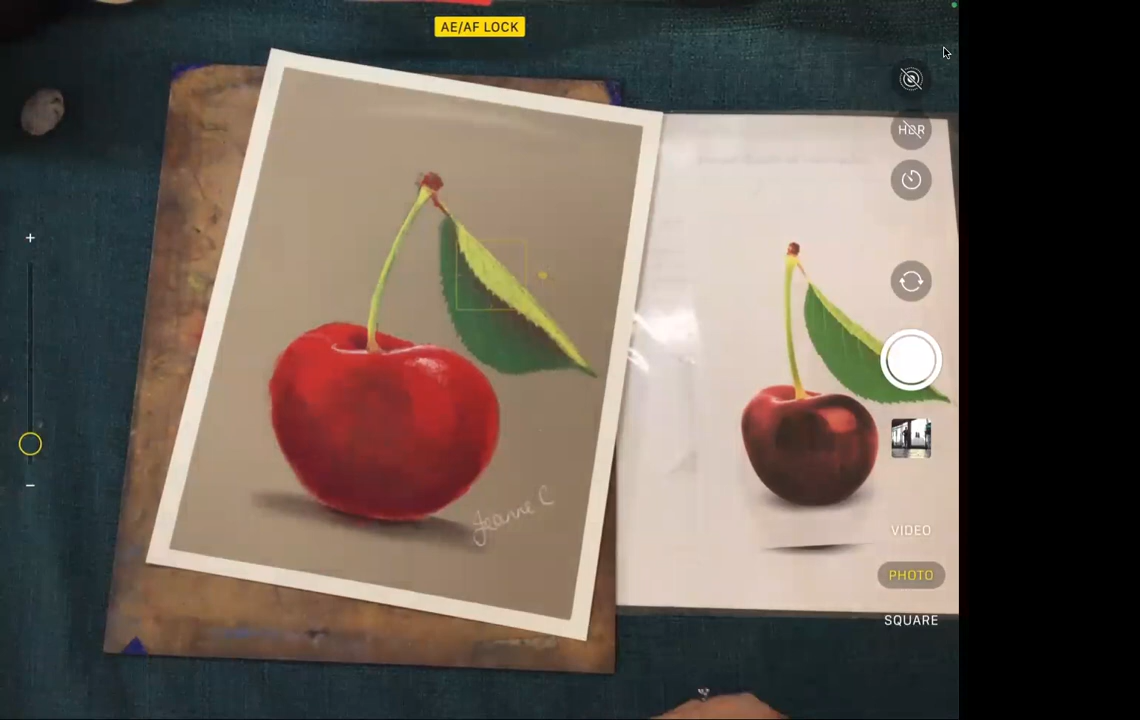 AE/AF LOCK
HDR
Jeanne C
VIDEO
PHOTO
SQUARE